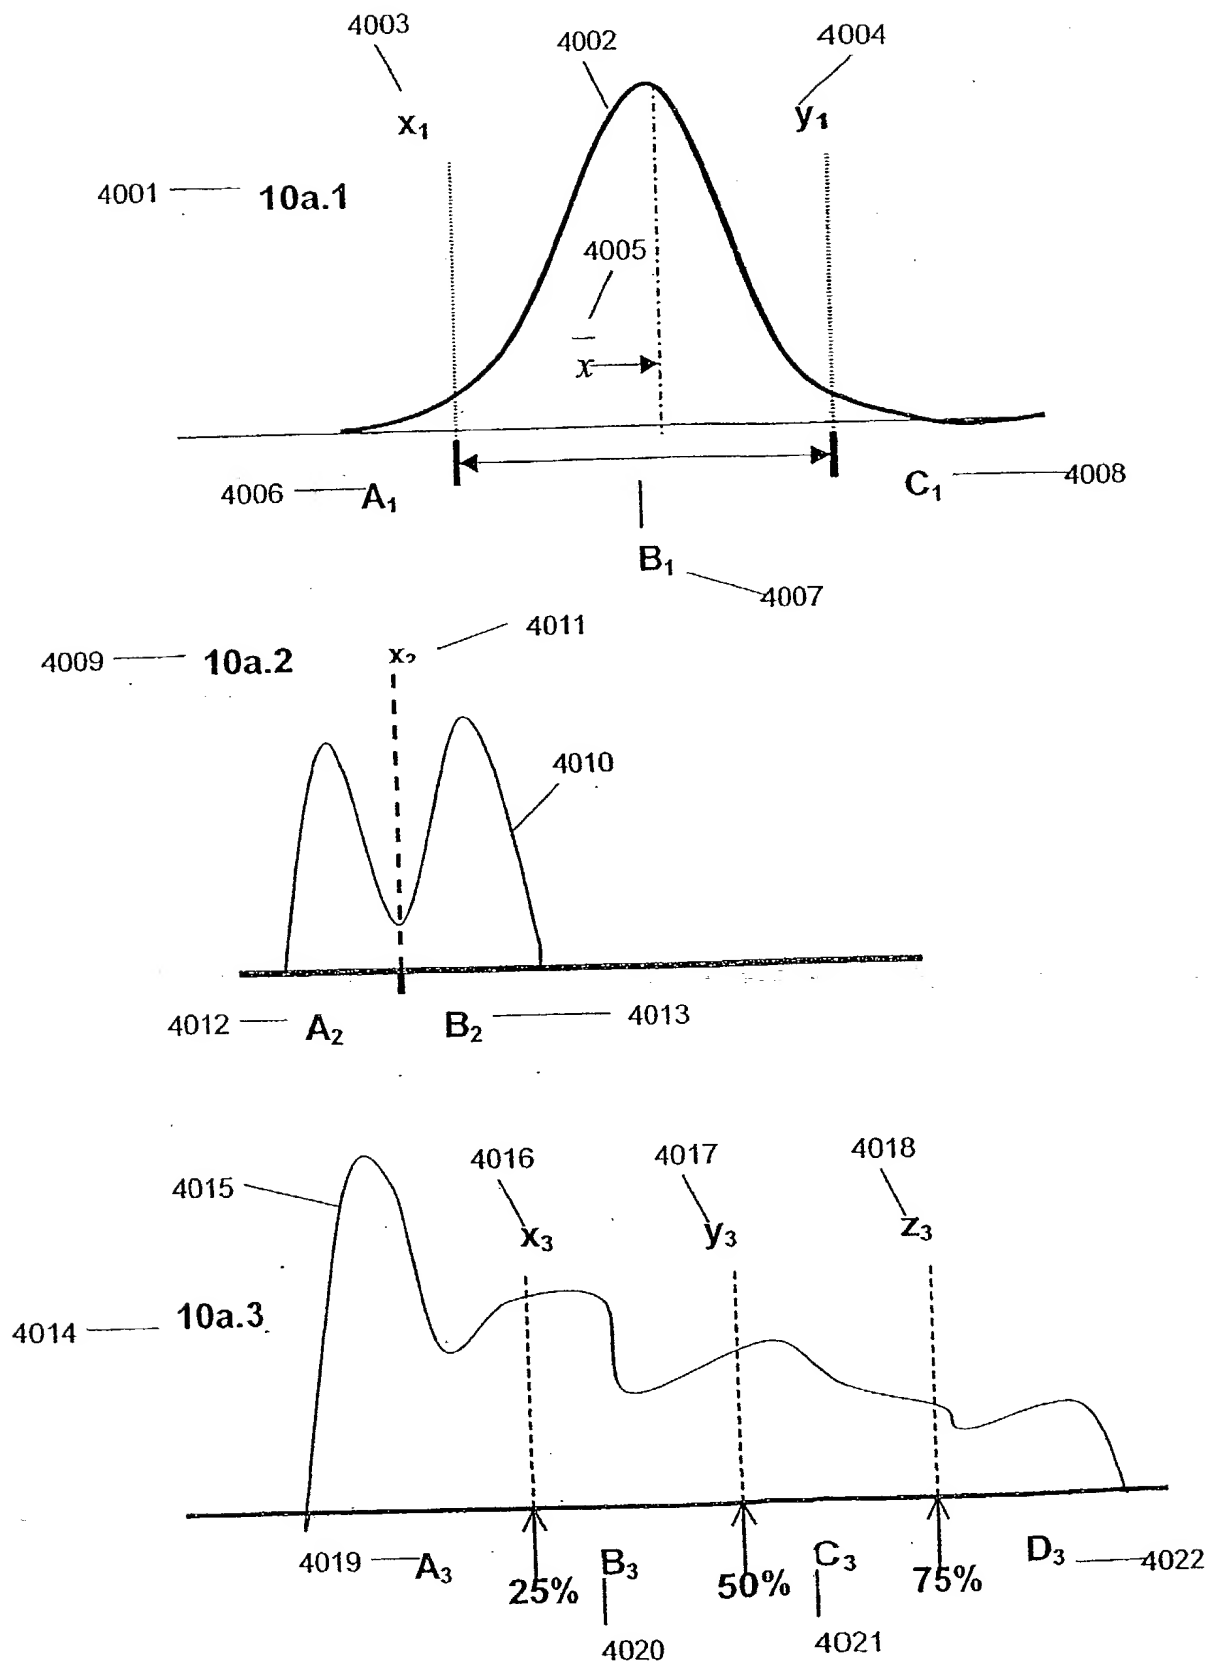 4003
4002
4004
x₁
y₁
4001 10a.1
4005
x̄
4006 A₁
C₁ 4008
B₁
4007
4009 10a.2
x₂ 4011
4010
4012 A₂
B₂ 4013
4016
4017
4018
4015
x₃
y₃
z₃
4014 10a.3
4019 A₃
B₃
C₃
D₃ 4022
25%
50%
75%
4020
4021